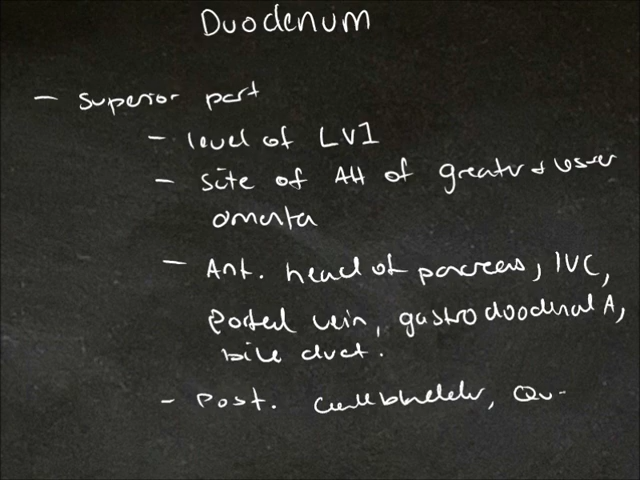 Duodenum
- Superior part
- level of LV1
- Site of Att of greater & lesser
omenta
- Ant. head of pancreas, IVC,
Portal vein, gastroduodenal A,
bile duct.
- Post. Gallbladder, Qu-